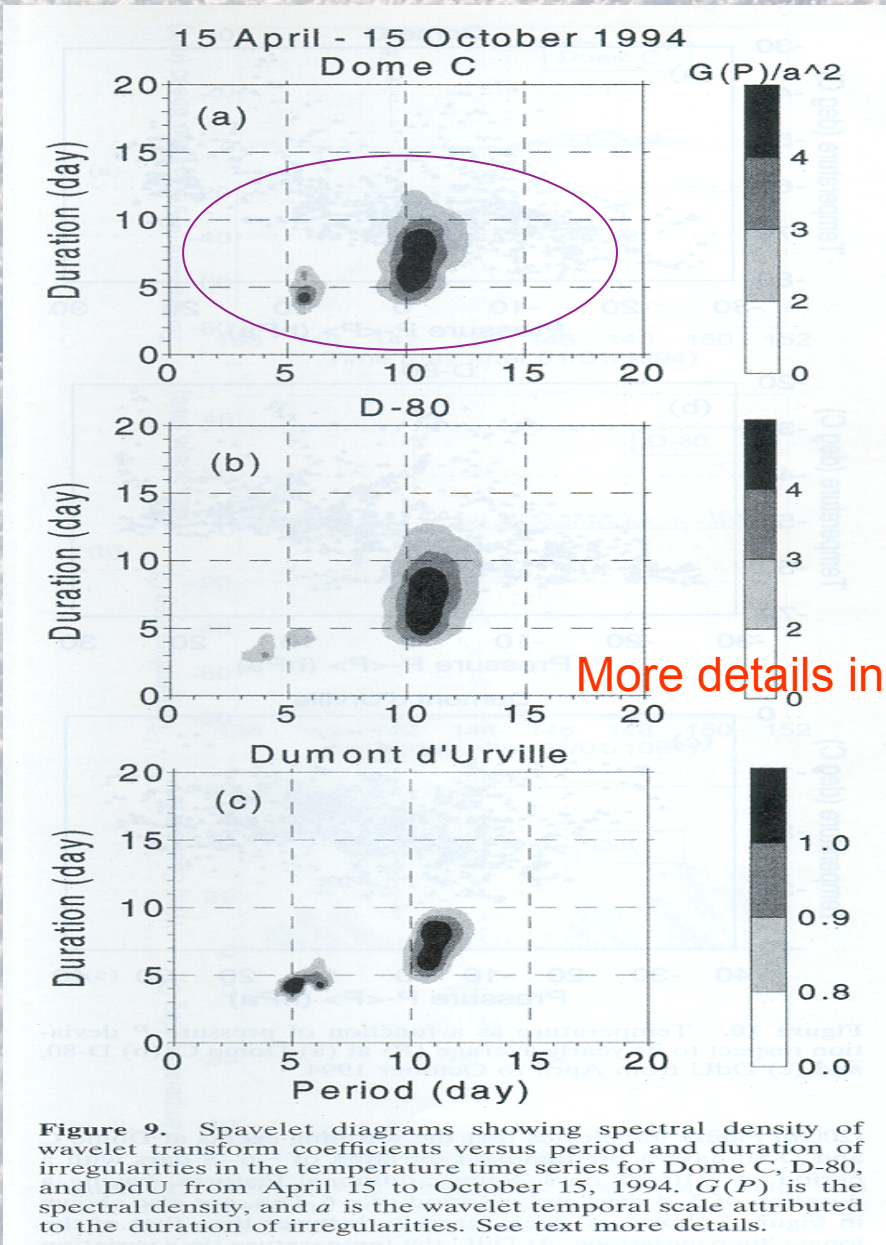 15 April - 15 October 1994
Dome C
G(P)/a^2
(a)
Duration (day)
20
15
10
5
0
0 5 10 15 20
4
3
2
0
D-80
(b)
Duration (day)
20
15
10
5
0
0 5 10 15 20
4
3
2
0
More details in
Dumont d'Urville
(c)
Duration (day)
20
15
10
5
0
0 5 10 15 20
1.0
0.9
0.8
0.0
Period (day)
Figure 9. Spavelet diagrams showing spectral density of
wavelet transform coefficients versus period and duration of
irregularities in the temperature time series for Dome C, D-80,
and DdU from April 15 to October 15, 1994. G(P) is the
spectral density, and a is the wavelet temporal scale attributed
to the duration of irregularities. See text more details.